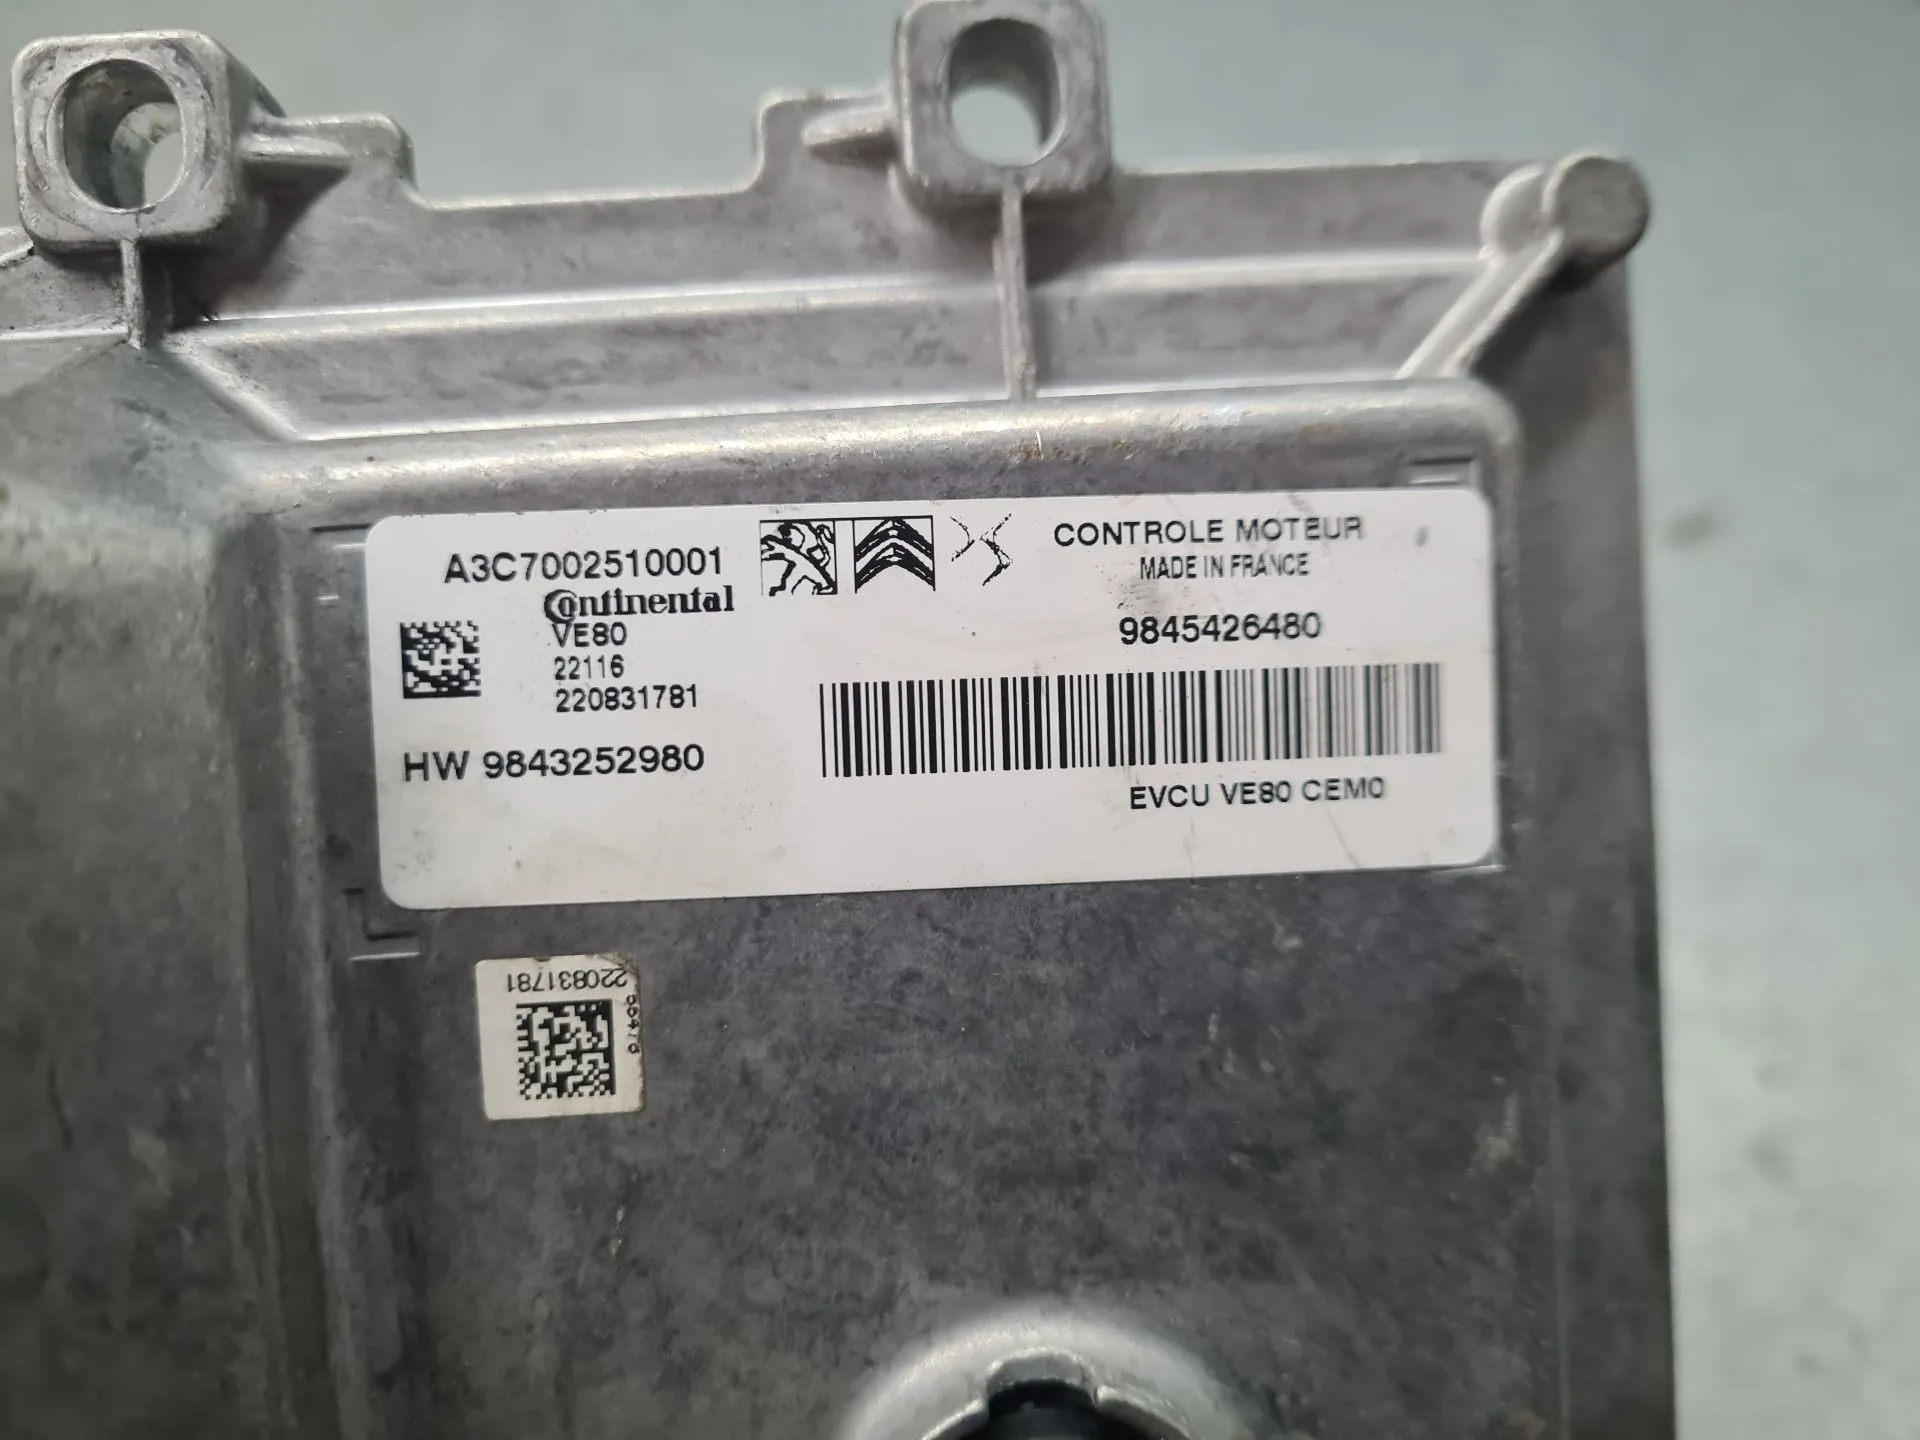 A3C7002510001
Continental
VE80
22116
220831781
HW 9843252980
CONTROLE MOTEUR
MADE IN FRANCE
9845426480
EVCU VE80 CEM0
220831781